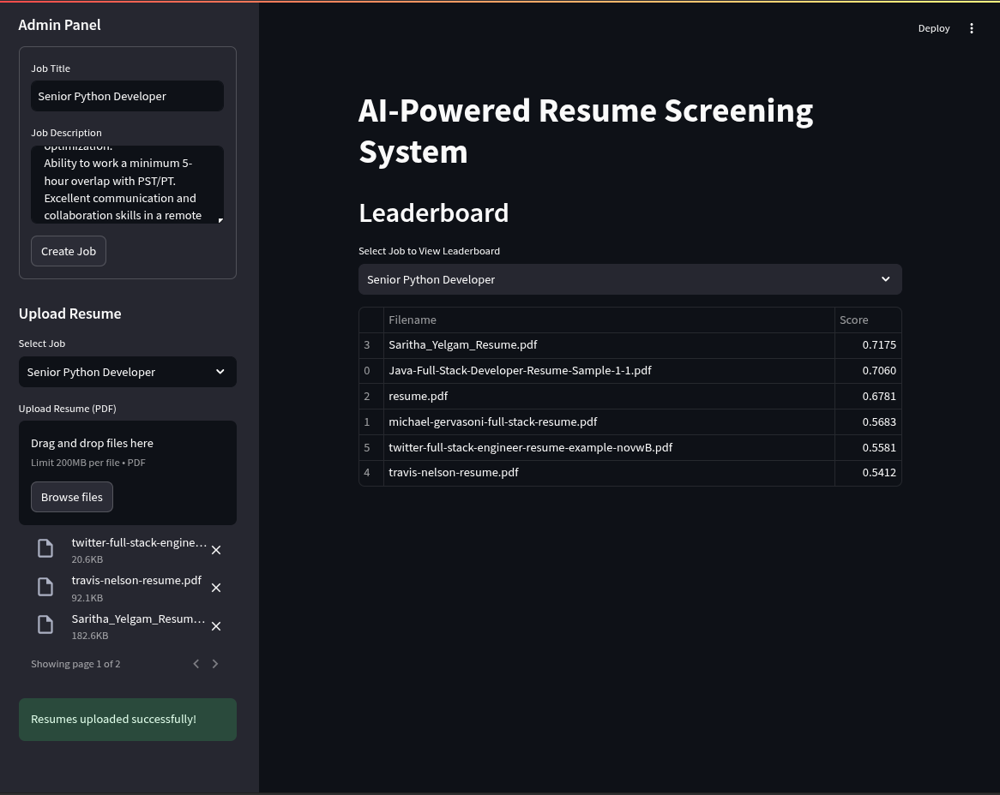 Admin Panel
Job Title
Senior Python Developer
Job Description
optimization.
Ability to work a minimum 5-
hour overlap with PST/PT.
Excellent communication and
collaboration skills in a remote
Create Job
Upload Resume
Select Job
Senior Python Developer
Upload Resume (PDF)
Drag and drop files here
Limit 200MB per file • PDF
Browse files
twitter-full-stack-engine...
20.6KB
travis-nelson-resume.pdf
92.1KB
Saritha_Yelgam_Resum...
182.6KB
Showing page 1 of 2
Resumes uploaded successfully!
Deploy
AI-Powered Resume Screening
System
Leaderboard
Select Job to View Leaderboard
Senior Python Developer
Filename Score
3 Saritha_Yelgam_Resume.pdf 0.7175
0 Java-Full-Stack-Developer-Resume-Sample-1-1.pdf 0.7060
2 resume.pdf 0.6781
1 michael-gervasoni-full-stack-resume.pdf 0.5683
5 twitter-full-stack-engineer-resume-example-novwB.pdf 0.5581
4 travis-nelson-resume.pdf 0.5412